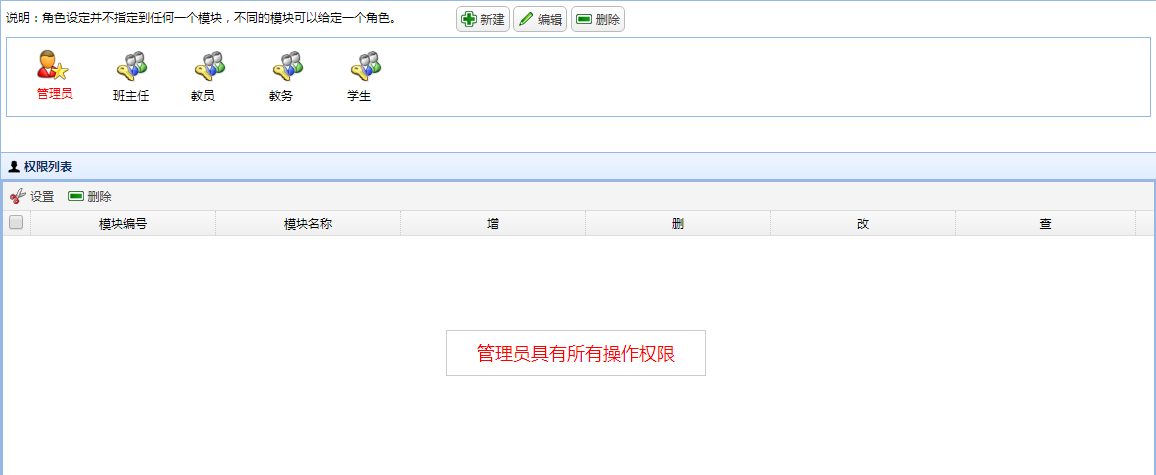 说明：角色设定并不指定到任何一个模块，不同的模块可以给定一个角色。 新建 编辑 删除
管理员 班主任 教员 教务 学生
权限列表
设置 删除
模块编号 模块名称 增 删 改 查
管理员具有所有操作权限